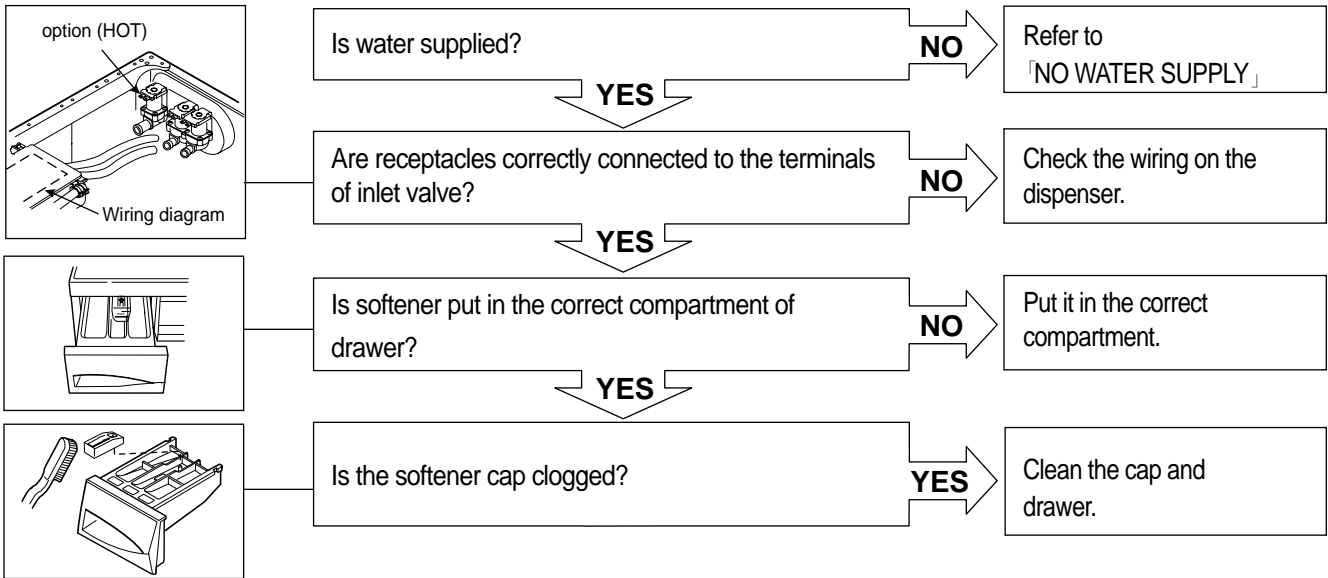 option (HOT)
Wiring diagram
Is water supplied?
NO
Refer to
「NO WATER SUPPLY」
YES
Are receptacles correctly connected to the terminals
of inlet valve?
NO
Check the wiring on the
dispenser.
YES
Is softener put in the correct compartment of
drawer?
NO
Put it in the correct
compartment.
YES
Is the softener cap clogged?
YES
Clean the cap and
drawer.